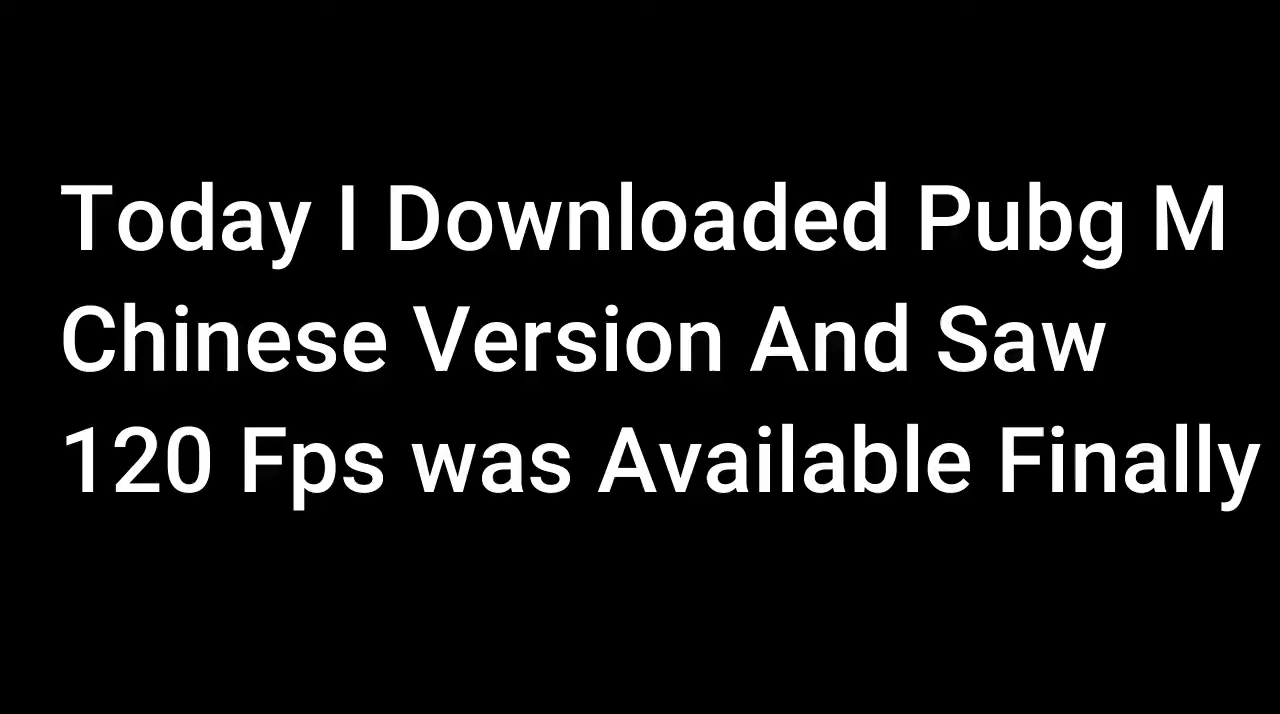 Today I Downloaded Pubg M
Chinese Version And Saw
120 Fps was Available Finally